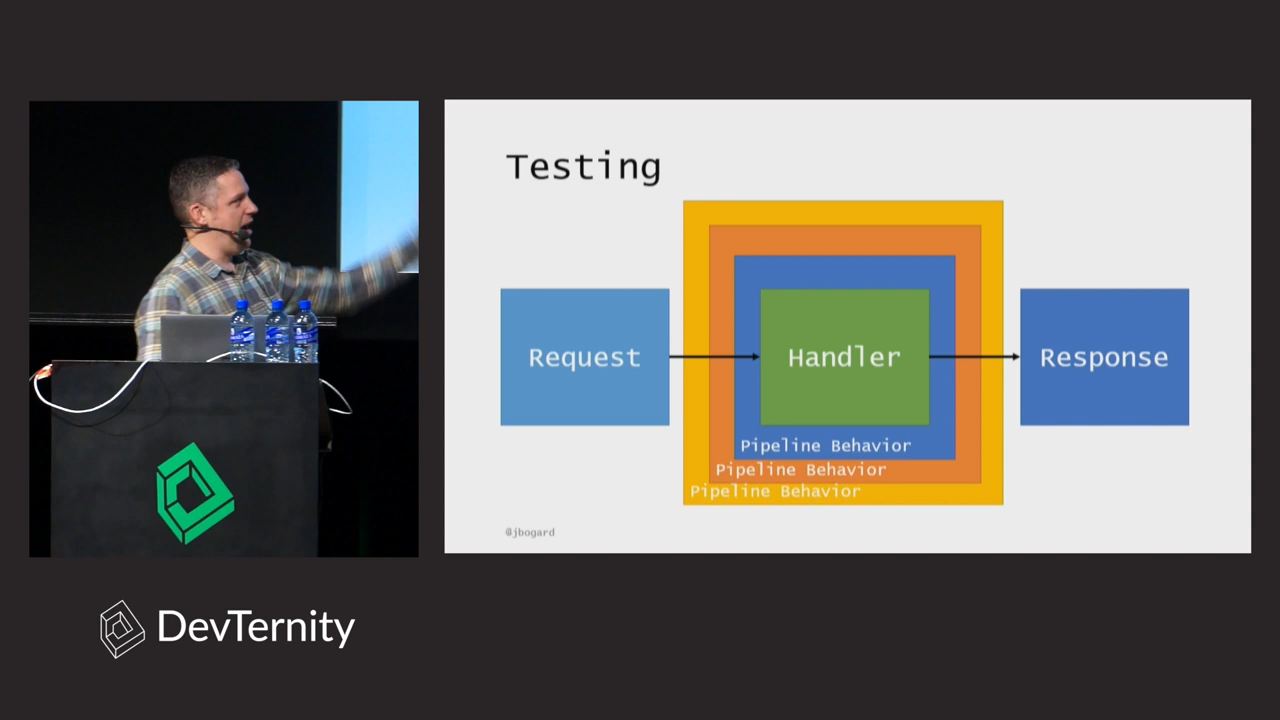 Testing
Request
Handler
Response
Pipeline Behavior
Pipeline Behavior
Pipeline Behavior
@jbogard
DevTernity